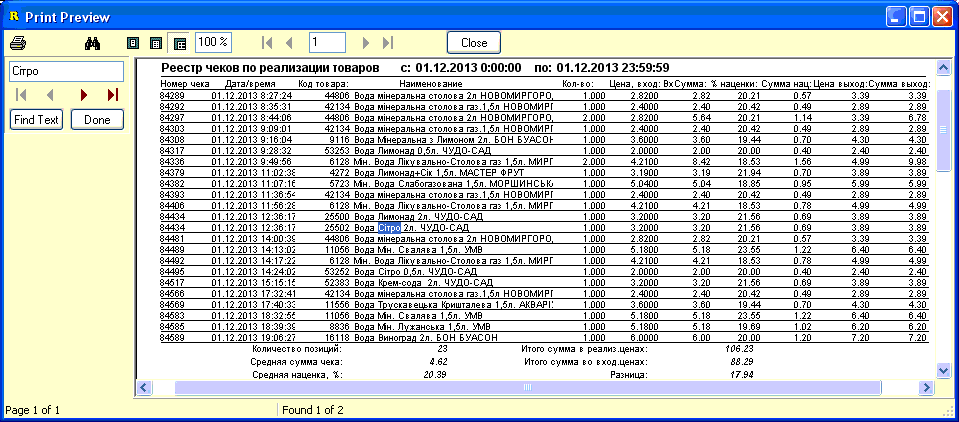 Print Preview
100 %
1
Close
Сітро
Find Text
Done
Реестр чеков по реализации товаров с: 01.12.2013 0:00:00 по: 01.12.2013 23:59:59
Номер чека Дата/время Код товара: Наименование Кол-во: Цена, вход: ВхСумма: % наценки: Сумма нац: Цена выход: Сумма выход:
84289 01.12.2013 8:27:24 44806 Вода мінеральна столова 2л НОВОМИРГОРО, 1.000 2.8200 2.82 20.21 0.57 3.39 3.39
84292 01.12.2013 8:35:31 42134 Вода мінеральна столова газ.1,5л НОВОМИРГ 1.000 2.4000 2.40 20.42 0.49 2.89 2.89
84297 01.12.2013 8:44:06 44806 Вода мінеральна столова 2л НОВОМИРГОРО, 2.000 2.8200 5.64 20.21 1.14 3.39 6.78
84303 01.12.2013 9:09:01 42134 Вода мінеральна столова газ.1,5л НОВОМИРГ 1.000 2.4000 2.40 20.42 0.49 2.89 2.89
84308 01.12.2013 9:16:04 9116 Вода Мінеральна з Лимоном 2л. БОН БУАСОН 1.000 3.6000 3.60 19.44 0.70 4.30 4.30
84317 01.12.2013 9:28:32 53253 Вода Лимонад 0,5л. ЧУДО-САД 1.000 2.0000 2.00 20.00 0.40 2.40 2.40
84336 01.12.2013 9:49:56 6128 Мін. Вода Лікувально-Столова газ 1,5л. МИРГ 2.000 4.2100 8.42 18.53 1.56 4.99 9.98
84379 01.12.2013 11:02:38 4272 Вода Лимонад+Сік 1,5л. МАСТЕР ФРУТ 1.000 3.1900 3.19 21.94 0.70 3.89 3.89
84382 01.12.2013 11:07:16 5723 Мін. Вода Слабогазована 1,5л. МОРШИНСЬКА 1.000 5.0400 5.04 18.85 0.95 5.99 5.99
84393 01.12.2013 11:36:54 42134 Вода мінеральна столова газ.1,5л НОВОМИРГ 1.000 2.4000 2.40 20.42 0.49 2.89 2.89
84406 01.12.2013 11:56:28 6128 Мін. Вода Лікувально-Столова газ 1,5л. МИРГ 1.000 4.2100 4.21 18.53 0.78 4.99 4.99
84434 01.12.2013 12:36:17 25500 Вода Лимонад 2л. ЧУДО-САД 1.000 3.2000 3.20 21.56 0.69 3.89 3.89
84434 01.12.2013 12:36:17 25502 Вода Сітро 2л. ЧУДО-САД 1.000 3.2000 3.20 21.56 0.69 3.89 3.89
84481 01.12.2013 14:00:39 44806 Вода мінеральна столова 2л НОВОМИРГОРО, 1.000 2.8200 2.82 20.21 0.57 3.39 3.39
84489 01.12.2013 14:13:02 11056 Вода Мін. Свалява 1,5л. УМВ 1.000 5.1800 5.18 23.55 1.22 6.40 6.40
84492 01.12.2013 14:17:22 6128 Мін. Вода Лікувально-Столова газ 1,5л. МИРГ 1.000 4.2100 4.21 18.53 0.78 4.99 4.99
84495 01.12.2013 14:24:02 53252 Вода Сітро 0,5л. ЧУДО-САД 1.000 2.0000 2.00 20.00 0.40 2.40 2.40
84517 01.12.2013 15:15:15 52383 Вода Крем-сода 2л. ЧУДО-САД 1.000 3.2000 3.20 21.56 0.69 3.89 3.89
84566 01.12.2013 17:32:41 42134 Вода мінеральна столова газ.1,5л НОВОМИРГ 1.000 2.4000 2.40 20.42 0.49 2.89 2.89
84569 01.12.2013 17:40:33 11556 Вода Трускавецька Кришталева 1,5л. АКВАРІ 1.000 3.6000 3.60 19.44 0.70 4.30 4.30
84583 01.12.2013 18:32:55 11056 Вода Мін. Свалява 1,5л. УМВ 1.000 5.1800 5.18 23.55 1.22 6.40 6.40
84585 01.12.2013 18:39:39 8836 Вода Мін. Лужанська 1,5л. УМВ 1.000 5.1800 5.18 19.69 1.02 6.20 6.20
84589 01.12.2013 19:06:27 16118 Вода Виноград 2л. БОН БУАСОН 1.000 6.0000 6.00 20.00 1.20 7.20 7.20
Количество позиций: 23 Итого сумма в реализ.ценах: 106.23
Средняя сумма чека: 4.62 Итого сумма во вход.ценах: 88.29
Средняя наценка, %: 20.39 Разница: 17.94
Page 1 of 1 Found 1 of 2